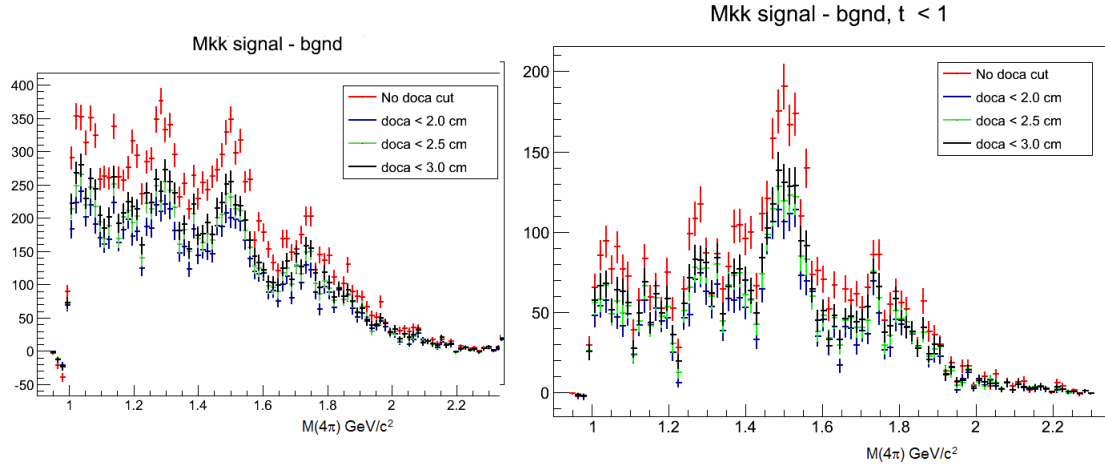 Mkk signal - bgnd
400
350
300
250
200
150
100
50
0
-50
No doca cut
doca < 2.0 cm
doca < 2.5 cm
doca < 3.0 cm
1 1.2 1.4 1.6 1.8 2 2.2
M(4π) GeV/c²
Mkk signal - bgnd, t < 1
200
150
100
50
0
No doca cut
doca < 2.0 cm
doca < 2.5 cm
doca < 3.0 cm
1 1.2 1.4 1.6 1.8 2 2.2
M(4π) GeV/c²